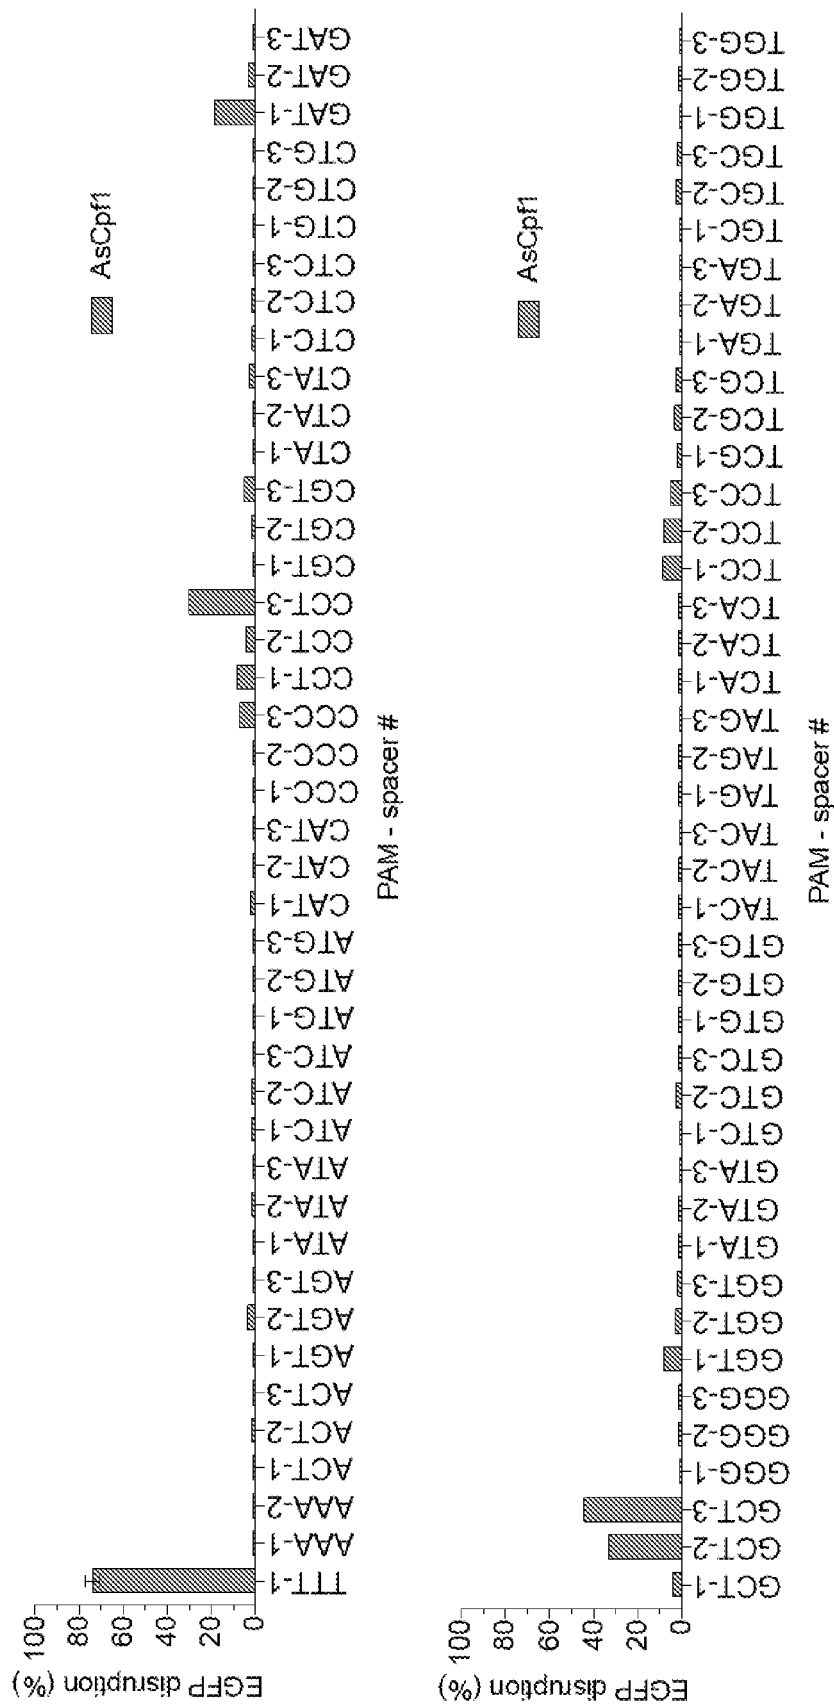 EGFP disruption (%)
100
80
60
40
20
0
AsCpf1
TTT-1
AAA-1
AAA-2
ACT-1
ACT-2
ACT-3
AGT-1
AGT-2
AGT-3
ATA-1
ATA-2
ATA-3
ATC-1
ATC-2
ATC-3
ATG-1
ATG-2
ATG-3
CAT-1
CAT-2
CAT-3
CCC-1
CCC-2
CCC-3
CCT-1
CCT-2
CCT-3
CGT-1
CGT-2
CGT-3
CTA-1
CTA-2
CTA-3
CTC-1
CTC-2
CTC-3
CTG-1
CTG-2
CTG-3
GAT-1
GAT-2
GAT-3
PAM - spacer #
EGFP disruption (%)
100
80
60
40
20
0
AsCpf1
GCT-1
GCT-2
GCT-3
GGG-1
GGG-2
GGG-3
GGT-1
GGT-2
GGT-3
GTA-1
GTA-2
GTA-3
GTC-1
GTC-2
GTC-3
GTG-1
GTG-2
GTG-3
TAC-1
TAC-2
TAC-3
TAG-1
TAG-2
TAG-3
TCA-1
TCA-2
TCA-3
TCC-1
TCC-2
TCC-3
TCG-1
TCG-2
TCG-3
TGA-1
TGA-2
TGA-3
TGC-1
TGC-2
TGC-3
TGG-1
TGG-2
TGG-3
PAM - spacer #